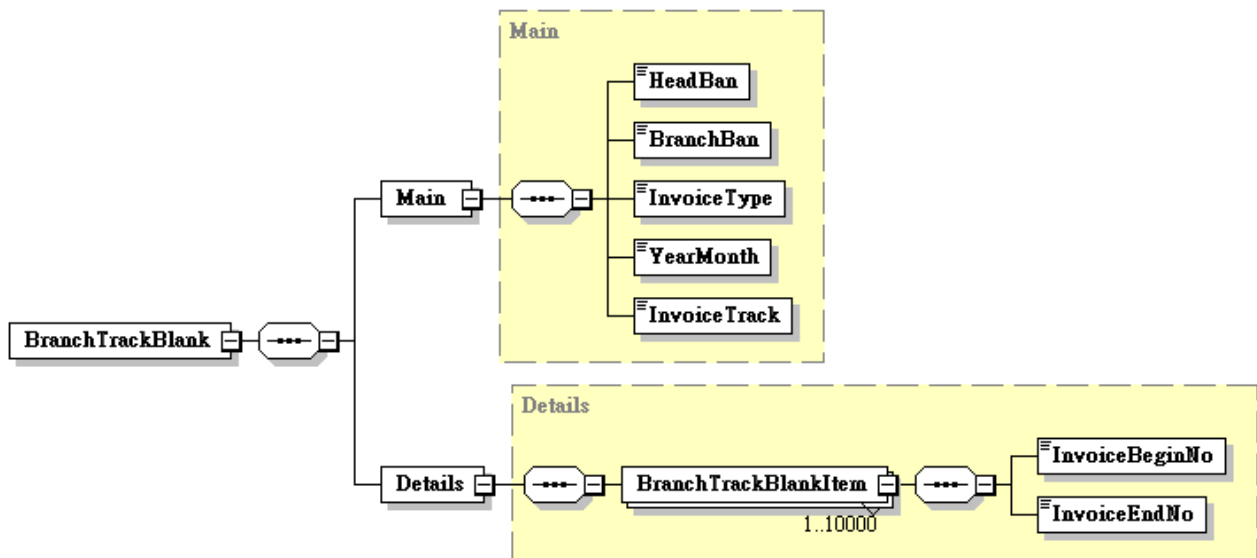 Main
HeadBan
BranchBan
Main
InvoiceType
YearMonth
InvoiceTrack
BranchTrackBlank
Details
Details
BranchTrackBlankItem
1..10000
InvoiceBeginNo
InvoiceEndNo